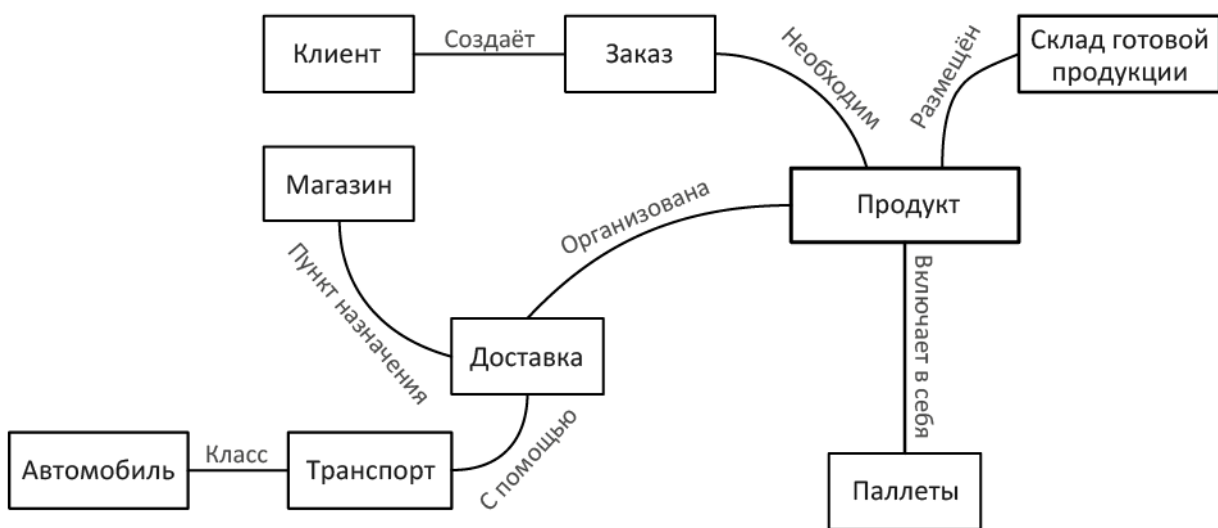 Клиент
Создаёт
Заказ
Необходим
Размещён
Склад готовой
продукции
Магазин
Организована
Продукт
Пункт назначения
Доставка
Включает в себя
Автомобиль
Класс
Транспорт
С помощью
Паллеты